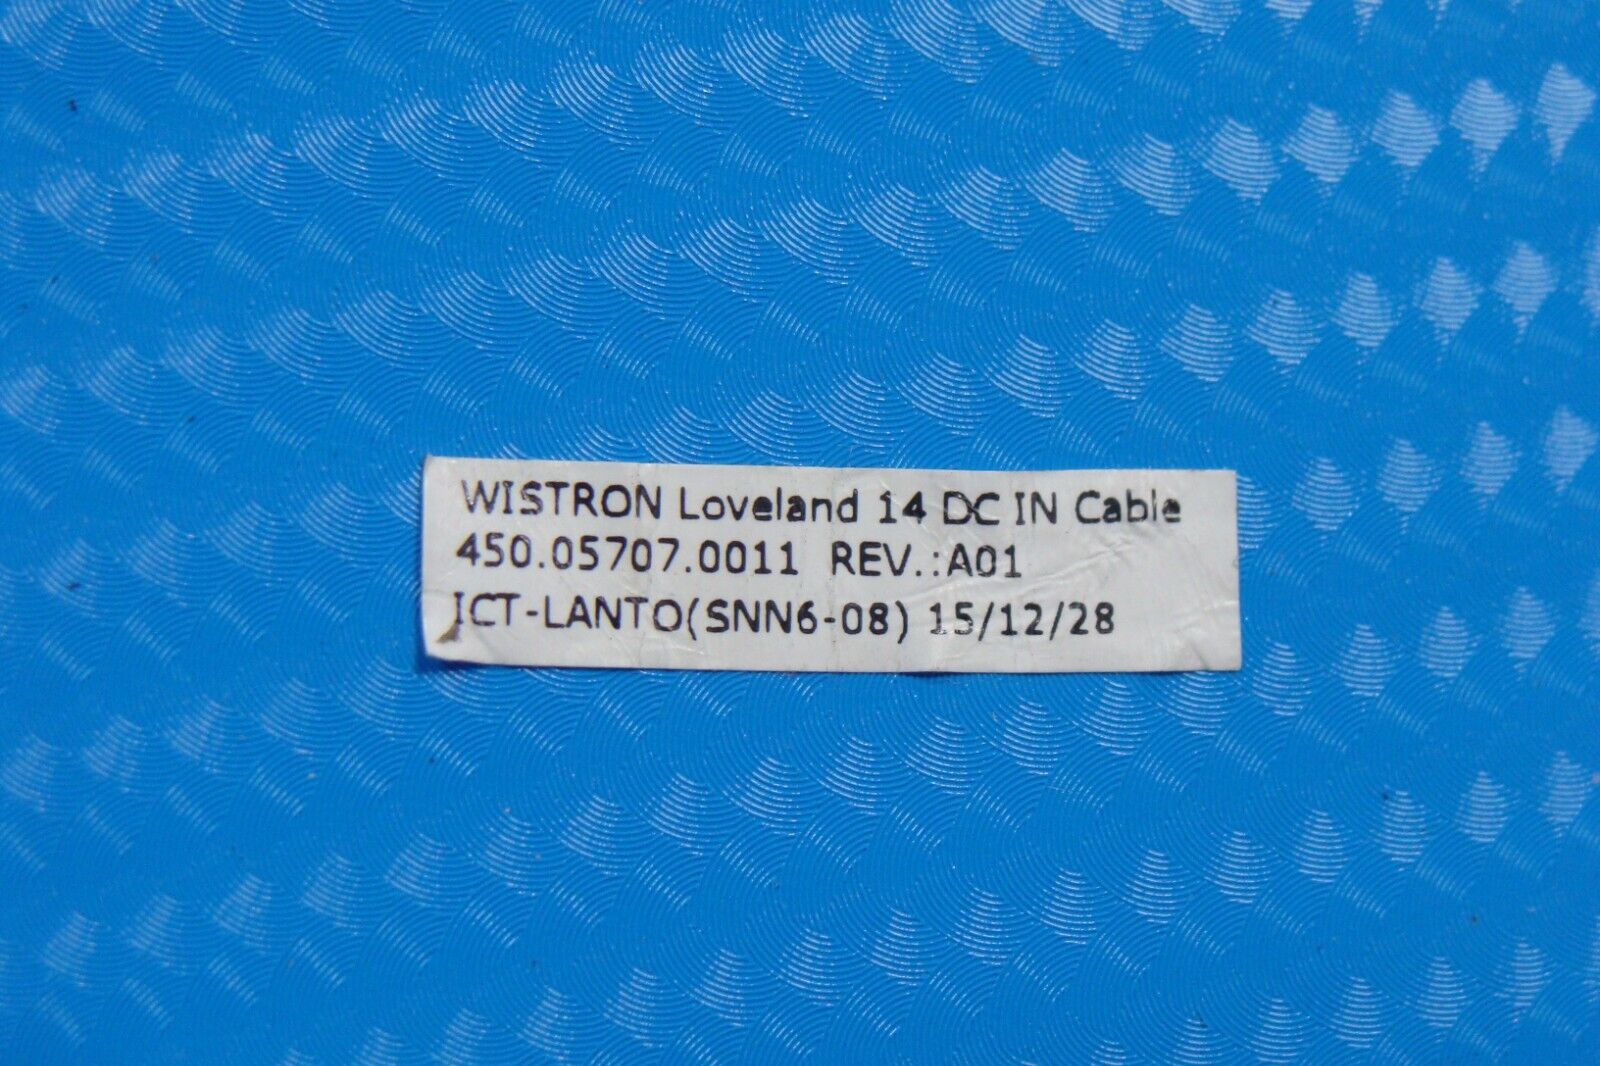 WISTRON Loveland 14 DC IN Cable
450.05707.0011 REV.:A01
ICT-LANTO(SNN6-08) 15/12/28